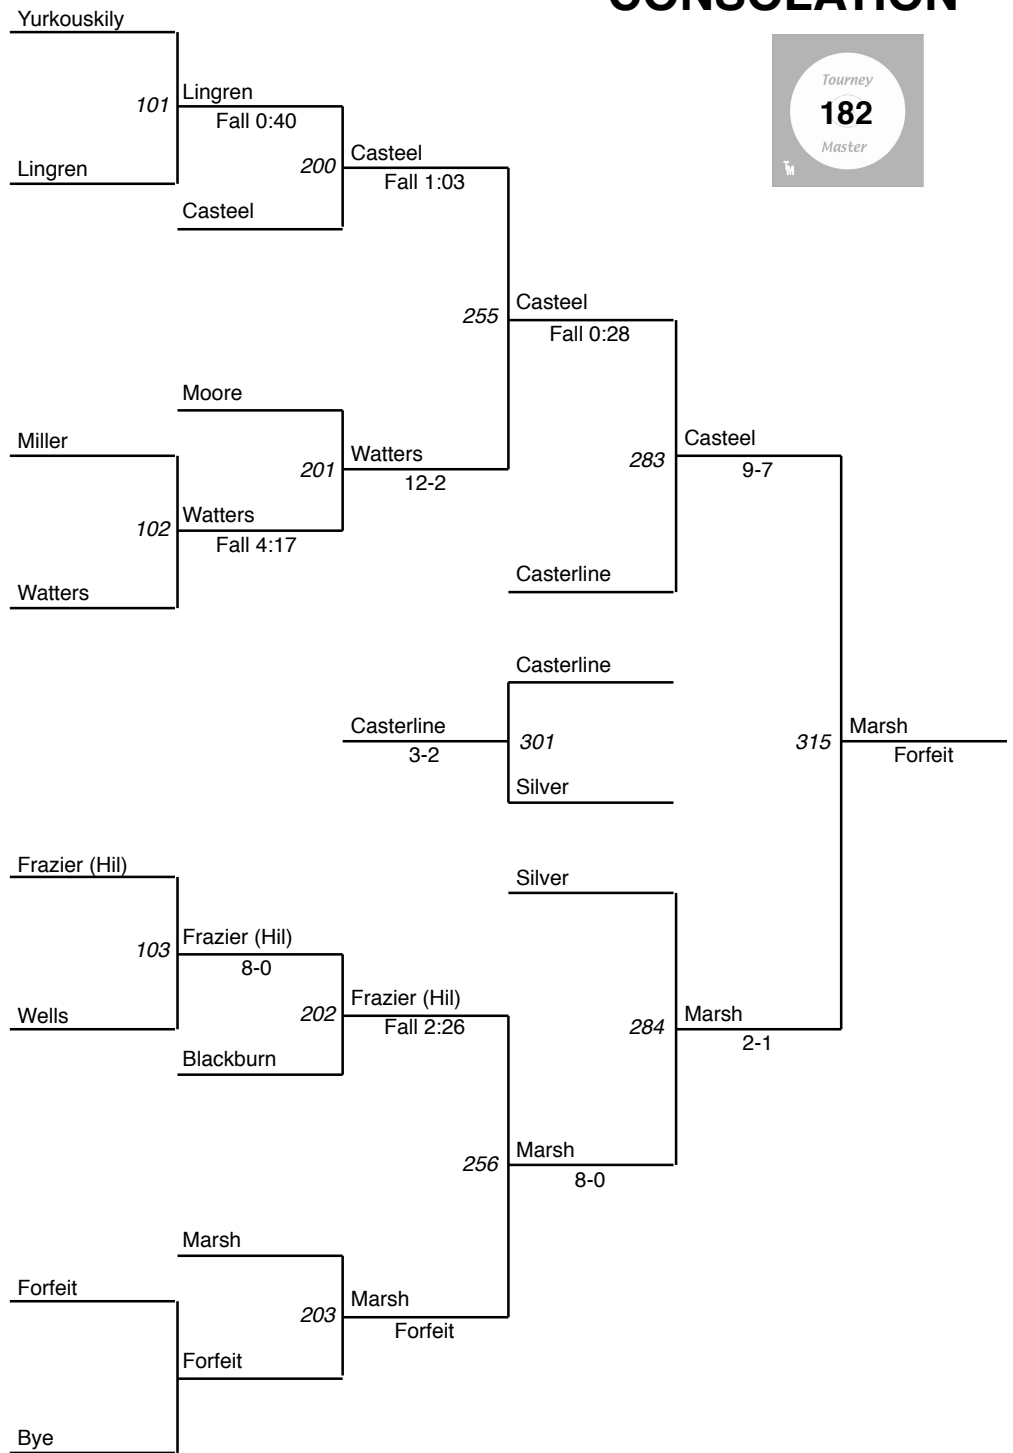 CONSOLATION
Yurkouskily
Tourney
101 Lingren
182
Fall 0:40
Master
200 Casteel
Lingren
Fall 1:03
TM
Casteel
255 Casteel
Fall 0:28
Moore
Miller
283 Casteel
201 Watters
9-7
12-2
102 Watters
Fall 4:17
Casterline
Watters
Casterline
Casterline
301
315 Marsh
3-2
Forfeit
Silver
Frazier (Hil)
Silver
103 Frazier (Hil)
8-0
202 Frazier (Hil)
Wells
284 Marsh
Fall 2:26
2-1
Blackburn
256 Marsh
8-0
Marsh
Forfeit
203 Marsh
Forfeit
Forfeit
Bye